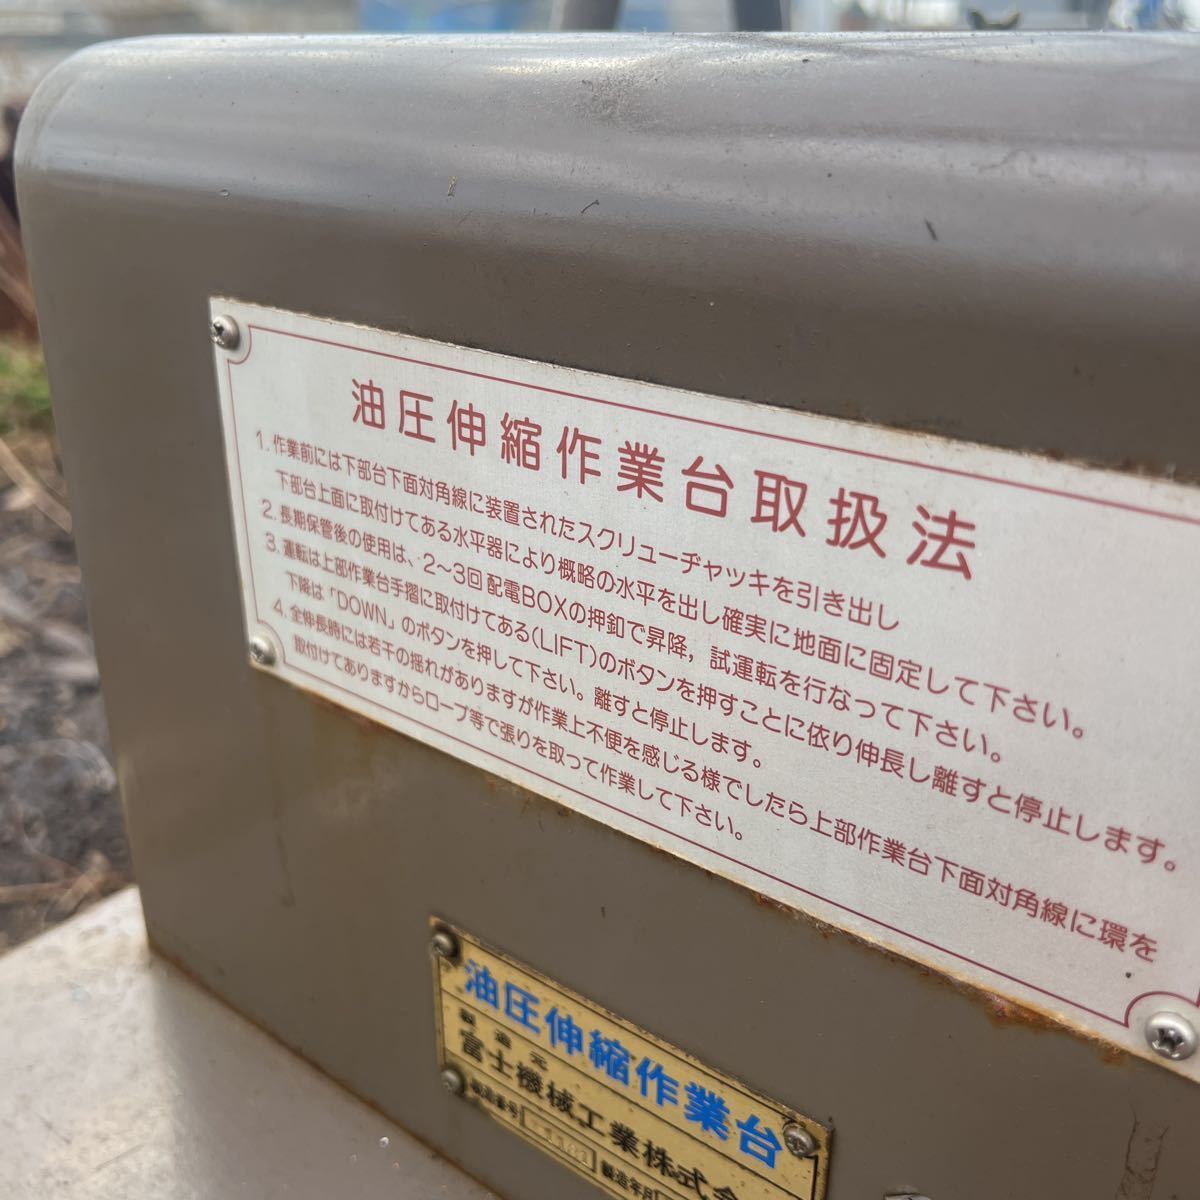 油圧伸縮作業台取扱法
1. 作業前には下部台下面対角線に装置されたスクリューヂャツキを引き出し
下部台上面に取付けてある水平器により概略の水平を出し確実に地面に固定して下さい。
2. 長期保管後の使用は、2〜3回配電BOXの押釦で昇降，試運転を行なって下さい。
3. 運転は上部作業台手摺に取付けてある(LIFT)のボタンを押すことに依り伸長し離すと停止します。
下降は「DOWN」のボタンを押して下さい。離すと停止します。
4. 全伸長時には若干の揺れがありますが作業上不便を感じる様でしたら上部作業台下面対角線に環を
取付けてありますからロープ等で張りを取って作業して下さい。
油圧伸縮作業台
製造元
富士機械工業株式会
製造番号
製造年月